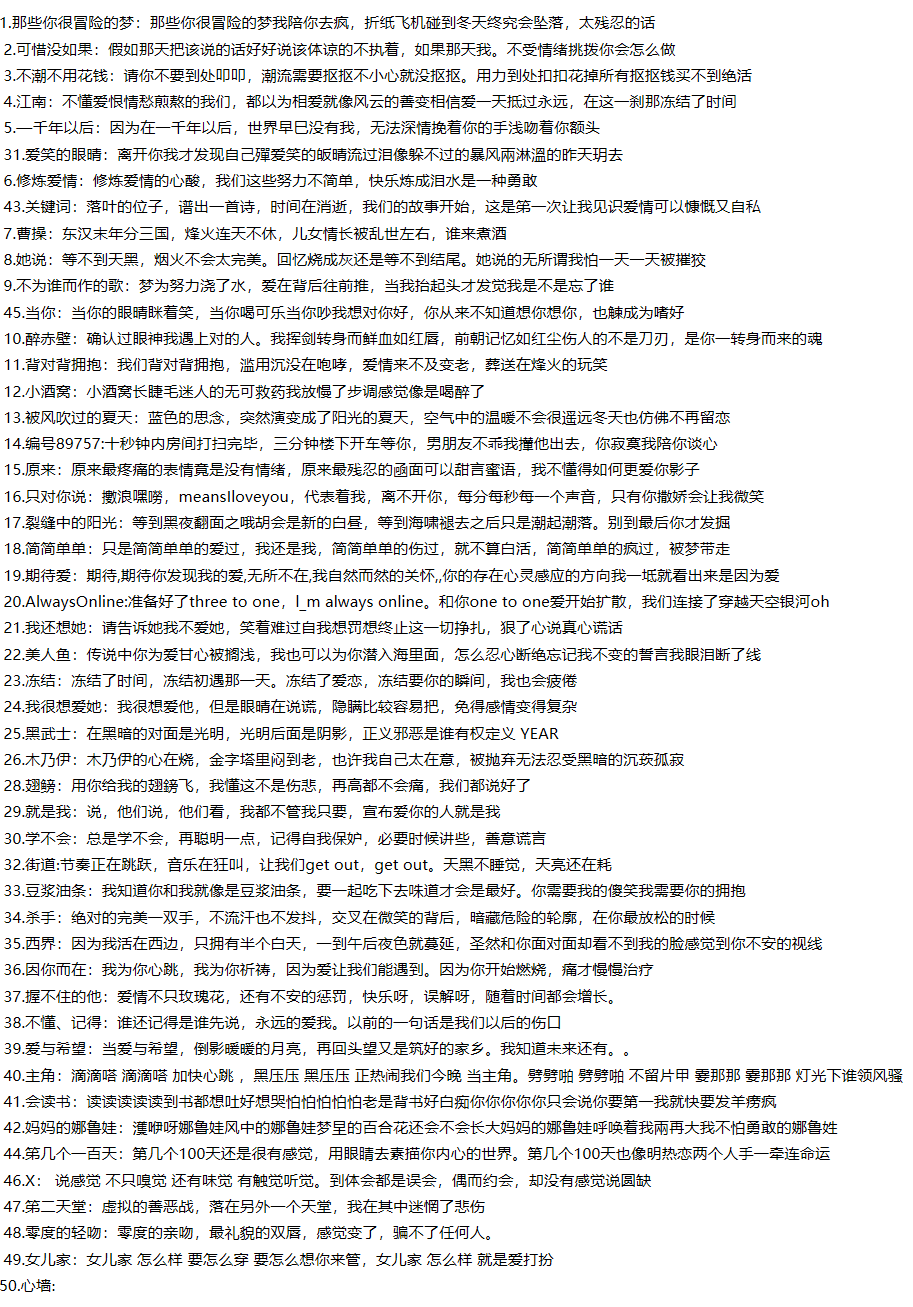 1.那些你很冒险的梦：那些你很冒险的梦我陪你去疯，折纸飞机碰到冬天终究会坠落，太残忍的话
2.可惜没如果：假如那天把该说的话好好说该体谅的不执着，如果那天我。不受情绪挑拨你会怎么做
3.不潮不用花钱：请你不要到处叩叩，潮流需要抠抠不小心就没抠抠。用力到处扣扣花掉所有抠抠钱买不到绝活
4.江南：不懂爱恨情愁煎熬的我们，都以为相爱就像风云的善变相信爱一天抵过永远，在这一刹那冻结了时间
5.—千年以后：因为在一千年以后，世界早巳没有我，无法深情挽着你的手浅吻着你额头
31.爱笑的眼睛：离开你我才发现自己殫爱笑的皈晴流过泪像躲不过的暴风兩淋溫的昨天玥去
6.修炼爱情：修炼爱情的心酸，我们这些努力不简单，快乐炼成泪水是一种勇敢
43.关键词：落叶的位子，谱出一首诗，时间在消逝，我们的故事开始，这是第一次让我见识爱情可以慷慨又自私
7.曹操：东汉末年分三国，烽火连天不休，儿女情长被乱世左右，谁来煮酒
8.她说：等不到天黑，烟火不会太完美。回忆烧成灰还是等不到结尾。她说的无所谓我怕一天一天被摧狡
9.不为谁而作的歌：梦为努力浇了水，爱在背后往前推，当我抬起头才发觉我是不是忘了谁
45.当你：当你的眼睛眯着笑，当你喝可乐当你吵我想对你好，你从来不知道想你想你，也觫成为嗜好
10.醉赤壁：确认过眼神我遇上对的人。我挥剑转身而鲜血如红唇，前朝记忆如红尘伤人的不是刀刃，是你一转身而来的魂
11.背对背拥抱：我们背对背拥抱，滥用沉没在咆哮，爱情来不及变老，葬送在烽火的玩笑
12.小酒窝：小酒窝长睫毛迷人的无可救药我放慢了步调感觉像是喝醉了
13.被风吹过的夏天：蓝色的思念，突然演变成了阳光的夏天，空气中的温暖不会很遥远冬天也仿佛不再留恋
14.编号89757:十秒钟内房间打扫完毕，三分钟楼下开车等你，男朋友不乖我攆他出去，你寂寞我陪你谈心
15.原来：原来最疼痛的表情竟是没有情绪，原来最残忍的凾面可以甜言蜜语，我不懂得如何更爱你影子
16.只对你说：撽浪嘿嘮，meansIloveyou，代表着我，离不开你，每分每秒每一个声音，只有你撒娇会让我微笑
17.裂缝中的阳光：等到黑夜翻面之哦胡会是新的白昼，等到海啸褪去之后只是潮起潮落。别到最后你才发掘
18.简简单单：只是简简单单的爱过，我还是我，简简单单的伤过，就不算白活，简简单单的疯过，被梦带走
19.期待爱：期待,期待你发现我的爱,无所不在,我自然而然的关怀,,你的存在心灵感应的方向我一坻就看出来是因为爱
20.AlwaysOnline:准备好了three to one，l_m always online。和你one to one爱开始扩散，我们连接了穿越天空银河oh
21.我还想她：请告诉她我不爱她，笑着难过自我想罚想终止这一切挣扎，狠了心说真心谎话
22.美人鱼：传说中你为爱甘心被搁浅，我也可以为你潜入海里面，怎么忍心断绝忘记我不变的誓言我眼泪断了线
23.冻结：冻结了时间，冻结初遇那一天。冻结了爱恋，冻结要你的瞬间，我也会疲倦
24.我很想爱她：我很想爱他，但是眼睛在说谎，隐瞒比较容易把，免得感情变得复杂
25.黑武士：在黑暗的对面是光明，光明后面是阴影，正义邪恶是谁有权定义 YEAR
26.木乃伊：木乃伊的心在烧，金字塔里闷到老，也许我自己太在意，被抛弃无法忍受黑暗的沉莰孤寂
28.翅鳑：用你给我的翅鎊飞，我懂这不是伤悲，再高都不会痛，我们都说好了
29.就是我：说，他们说，他们看，我都不管我只要，宣布爱你的人就是我
30.学不会：总是学不会，再聪明一点，记得自我保妒，必要时候讲些，善意谎言
32.街道:节奏正在跳跃，音乐在狂叫，让我们get out，get out。天黑不睡觉，天亮还在耗
33.豆浆油条：我知道你和我就像是豆浆油条，要一起吃下去味道才会是最好。你需要我的傻笑我需要你的拥抱
34.杀手：绝对的完美一双手，不流汗也不发抖，交叉在微笑的背后，暗藏危险的轮廓，在你最放松的时候
35.西界：因为我活在西边，只拥有半个白天，一到午后夜色就蔓延，圣然和你面对面却看不到我的脸感觉到你不安的视线
36.因你而在：我为你心跳，我为你祈祷，因为爱让我们能遇到。因为你开始燃烧，痛才慢慢治疗
37.握不住的他：爱情不只玫瑰花，还有不安的惩罚，快乐呀，误解呀，随着时间都会增长。
38.不懂、记得：谁还记得是谁先说，永远的爱我。以前的一句话是我们以后的伤口
39.爱与希望：当爱与希望，倒影暖暖的月亮，再回头望又是筑好的家乡。我知道未来还有。。
40.主角：滴滴嗒 滴滴嗒 加快心跳 ，黑压压 黑压压 正热闹我们今晚 当主角。劈劈啪 劈劈啪 不留片甲 霎那那 霎那那 灯光下谁领风骚
41.会读书：读读读读读到书都想吐好想哭怕怕怕怕怕老是背书好白痴你你你你你只会说你要第一我就快要发羊痨疯
42.妈妈的娜鲁娃：濩咿呀娜鲁娃风中的娜鲁娃梦里的百合花还会不会长大妈妈的娜鲁娃呼唤着我兩再大我不怕勇敢的娜鲁娃
44.第几个一百天：第几个100天还是很有感觉，用眼睛去素描你内心的世界。第几个100天也像明热恋两个人手一牵连命运
46.X： 说感觉 不只嗅觉 还有味觉 有触觉听觉。到体会都是误会，偶而约会，却没有感觉说圆缺
47.第二天堂：虚拟的善恶战，落在另外一个天堂，我在其中迷惘了悲伤
48.零度的轻吻：零度的亲吻，最礼貌的双唇，感觉变了，骗不了任何人。
49.女儿家：女儿家 怎么样 要怎么穿 要怎么想你来管，女儿家 怎么样 就是爱打扮
50.心墙: